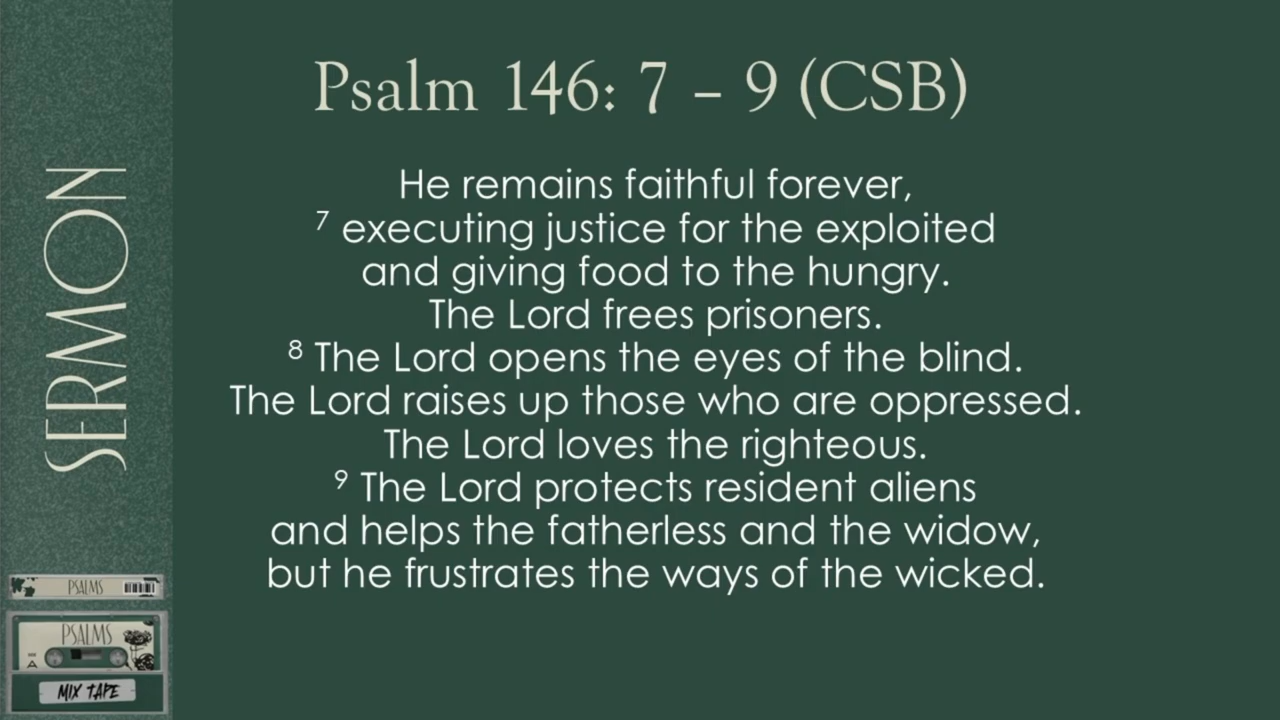 SERMON
Psalm 146: 7 – 9 (CSB)
He remains faithful forever,
⁷ executing justice for the exploited
and giving food to the hungry.
The Lord frees prisoners.
⁸ The Lord opens the eyes of the blind.
The Lord raises up those who are oppressed.
The Lord loves the righteous.
⁹ The Lord protects resident aliens
and helps the fatherless and the widow,
but he frustrates the ways of the wicked.
PSALMS
PSALMS
A
MIX TAPE